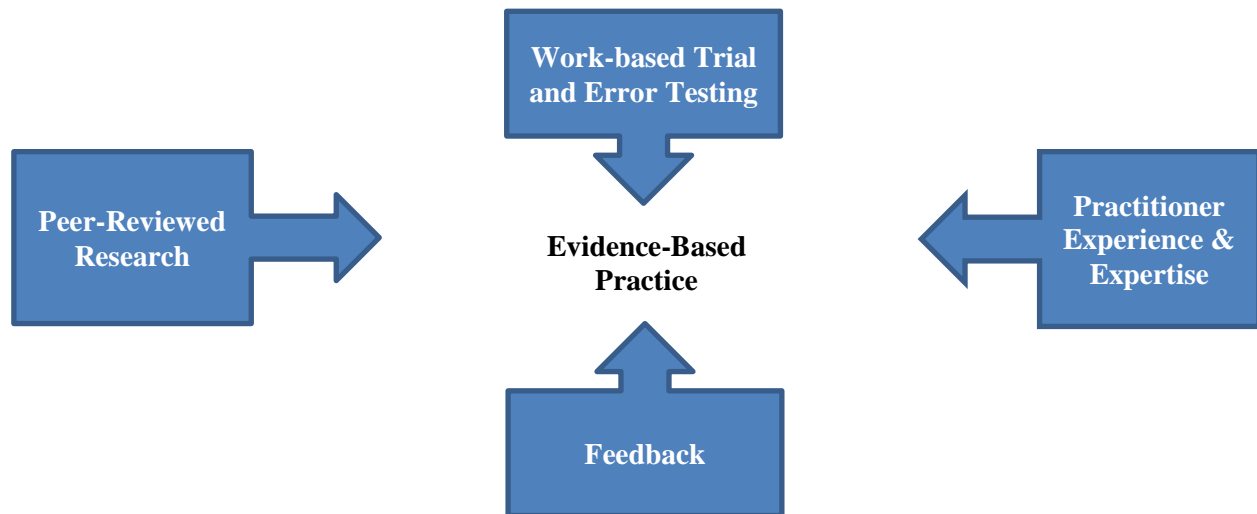 Work-based Trial
and Error Testing
Peer-Reviewed
Research
Evidence-Based
Practice
Practitioner
Experience &
Expertise
Feedback